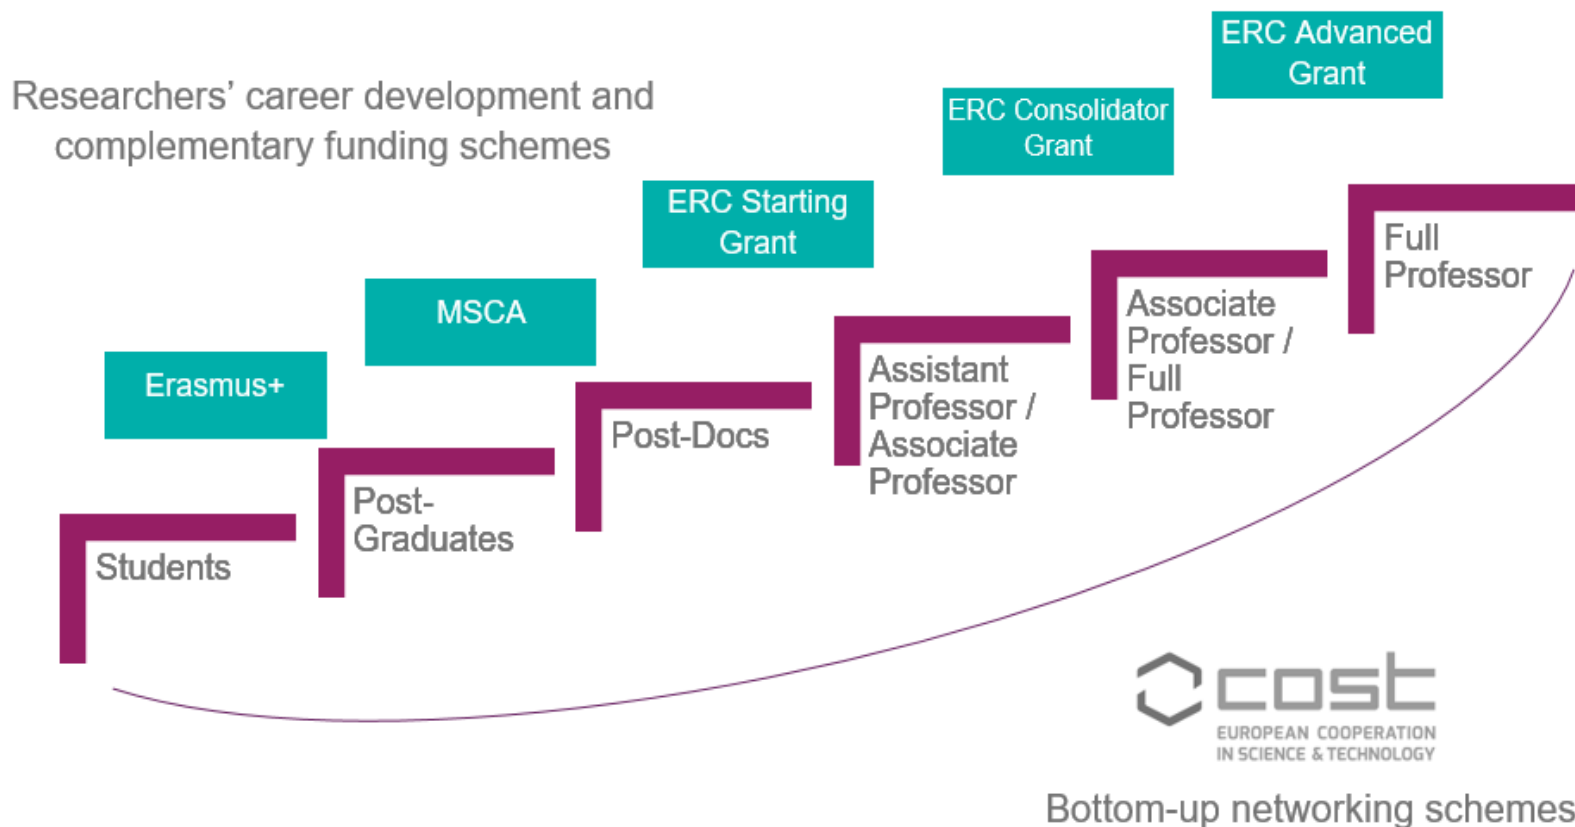 Researchers’ career development and
complementary funding schemes
ERC Advanced
Grant
ERC Consolidator
Grant
ERC Starting
Grant
MSCA
Erasmus+
Full
Professor
Associate
Professor /
Full
Professor
Assistant
Professor /
Associate
Professor
Post-Docs
Post-
Graduates
Students
cost
EUROPEAN COOPERATION
IN SCIENCE & TECHNOLOGY
Bottom-up networking schemes